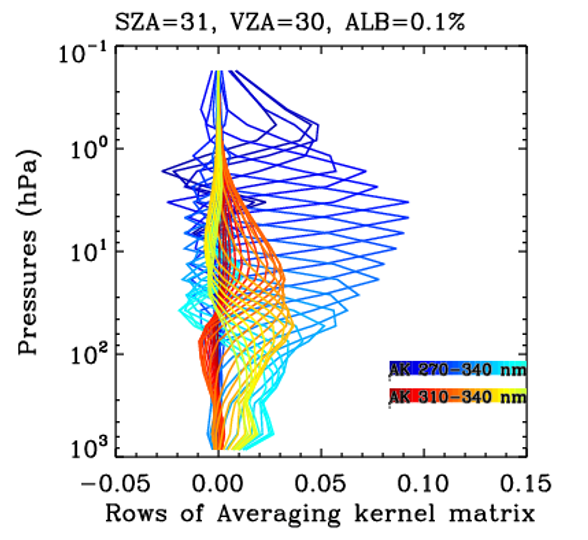 SZA=31, VZA=30, ALB=0.1%
10⁻¹
10⁰
10¹
10²
10³
Pressures (hPa)
AK 270-340 nm
AK 310-340 nm
-0.05 0.00 0.05 0.10 0.15
Rows of Averaging kernel matrix